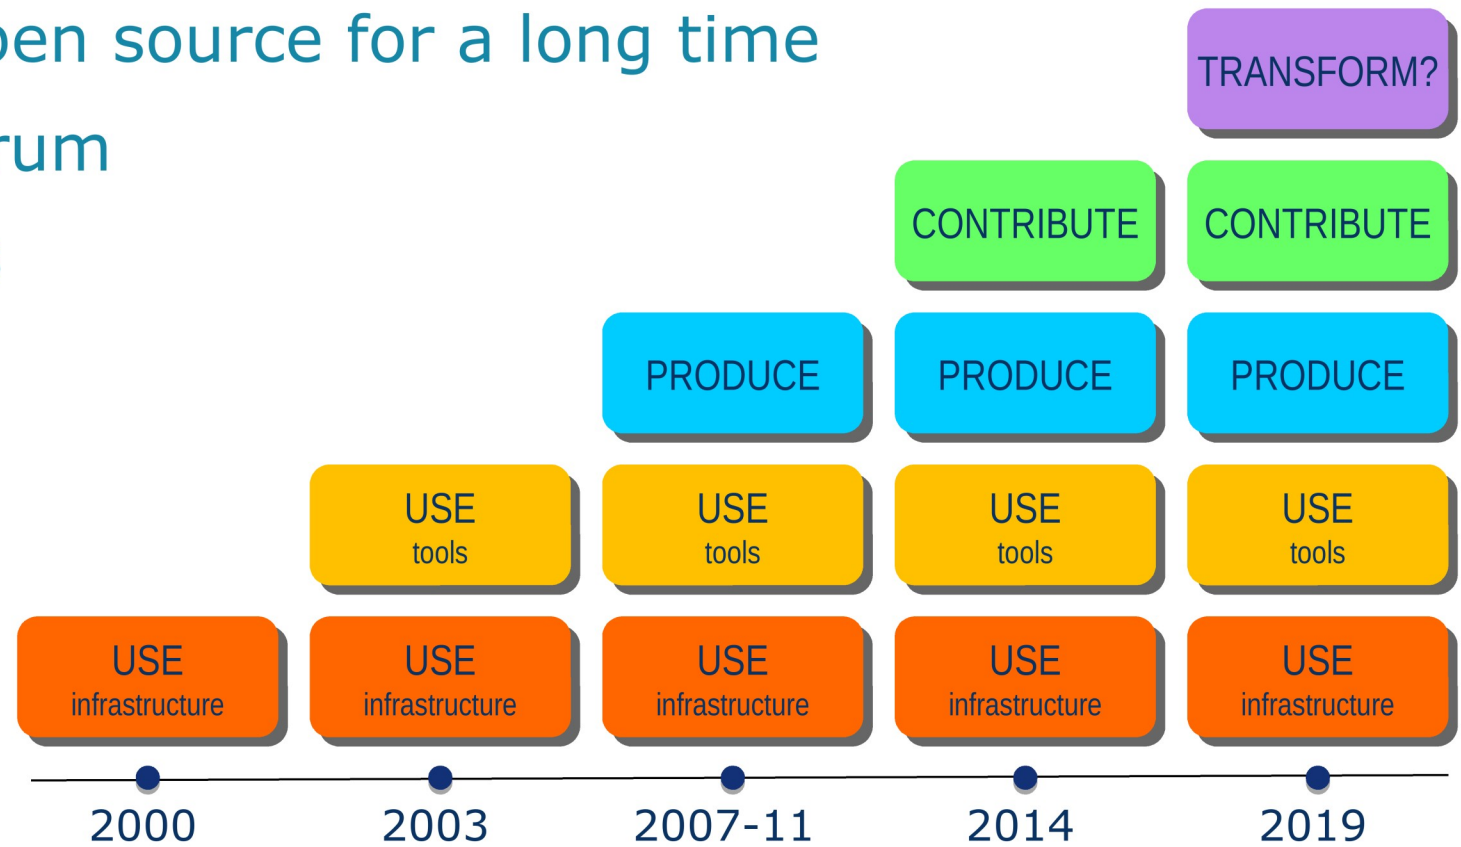 pen source for a long time
rum
TRANSFORM?
CONTRIBUTE CONTRIBUTE
PRODUCE PRODUCE PRODUCE
USE USE USE USE
tools tools tools tools
USE USE USE USE USE
infrastructure infrastructure infrastructure infrastructure infrastructure
2000 2003 2007-11 2014 2019